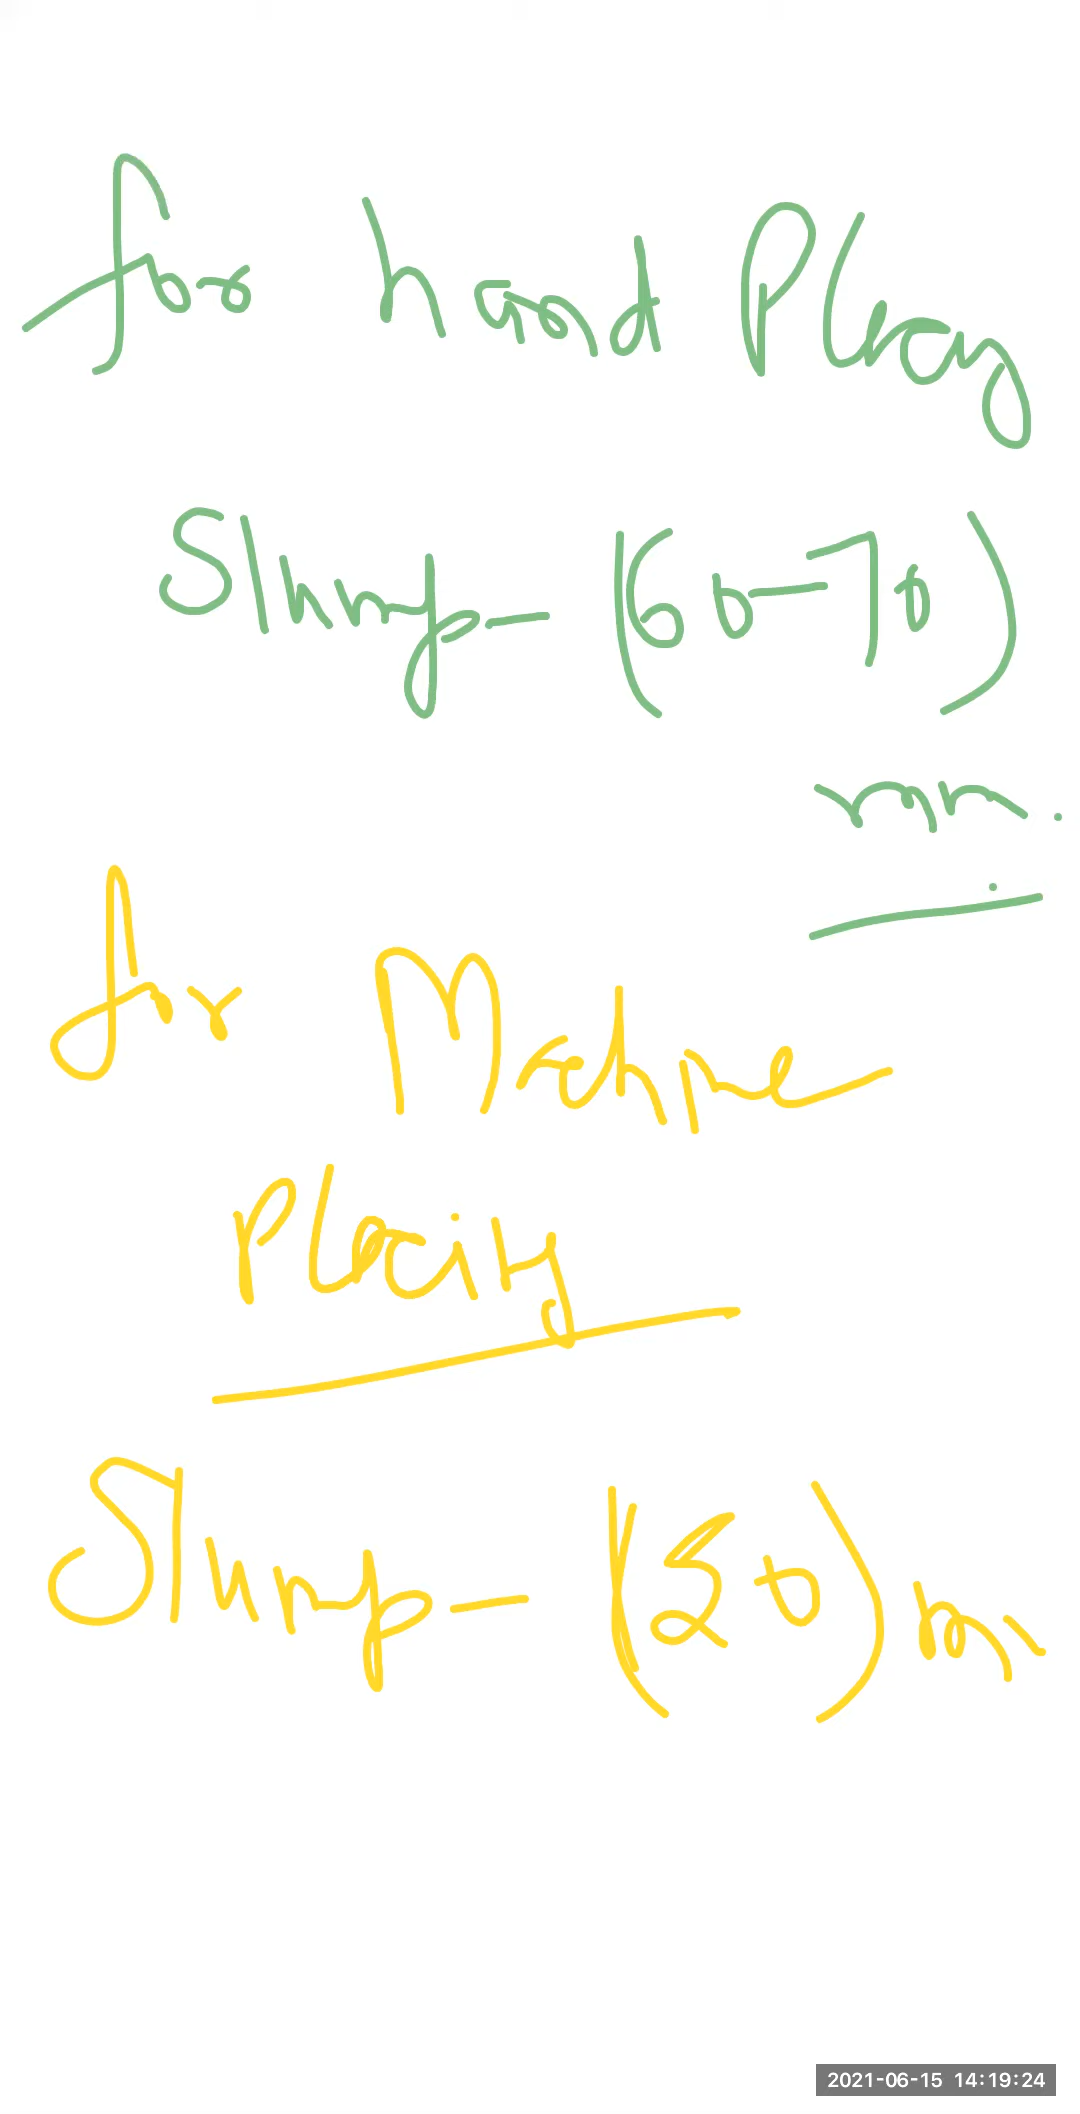 for hand Placing
Slump - (60-70)
mm.
for Machine
Placing
Slump - (50) mm
2021-06-15 14:19:24